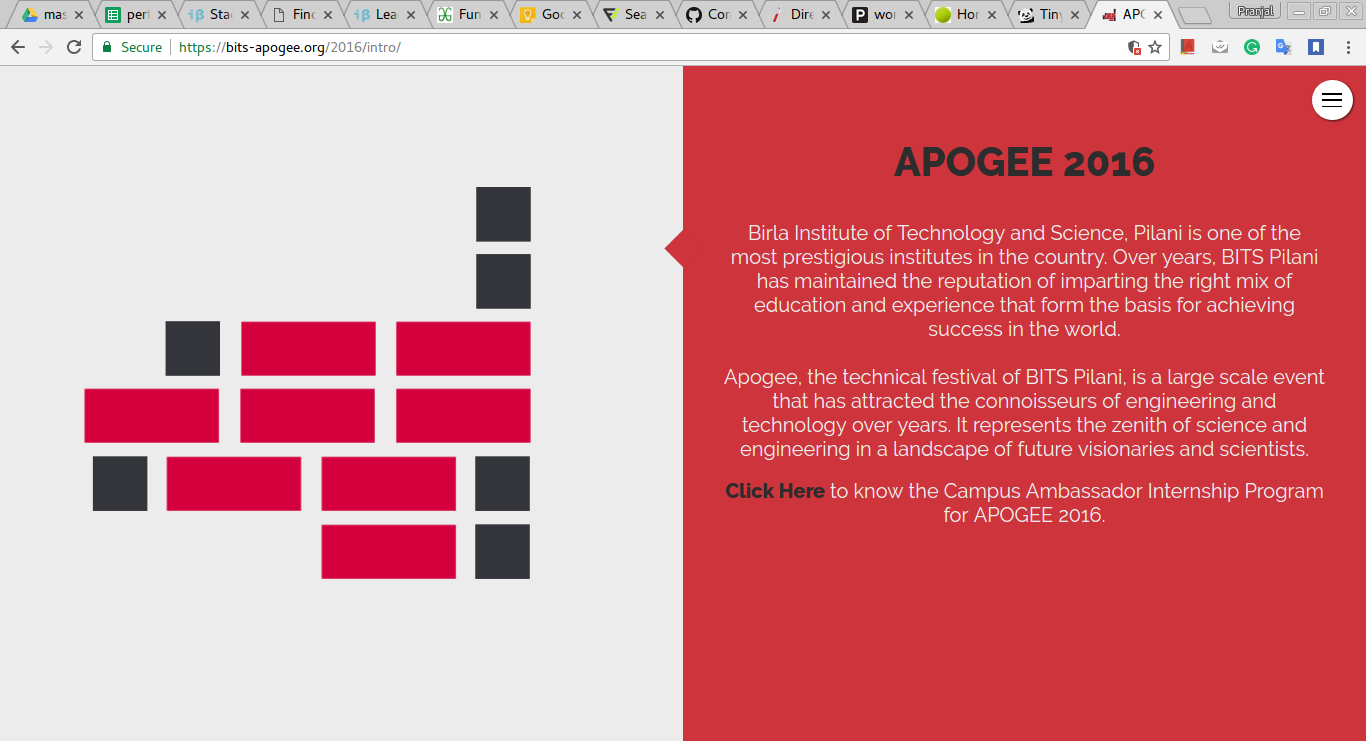 mas
perf
Stac
Finc
Lea
Fun
Goo
Sea
Cor
Dire
wor
Hor
Tiny
APO
Pranjal
Secure https://bits-apogee.org/2016/intro/
APOGEE 2016
Birla Institute of Technology and Science, Pilani is one of the
most prestigious institutes in the country. Over years, BITS Pilani
has maintained the reputation of imparting the right mix of
education and experience that form the basis for achieving
success in the world.
Apogee, the technical festival of BITS Pilani, is a large scale event
that has attracted the connoisseurs of engineering and
technology over years. It represents the zenith of science and
engineering in a landscape of future visionaries and scientists.
Click Here to know the Campus Ambassador Internship Program
for APOGEE 2016.